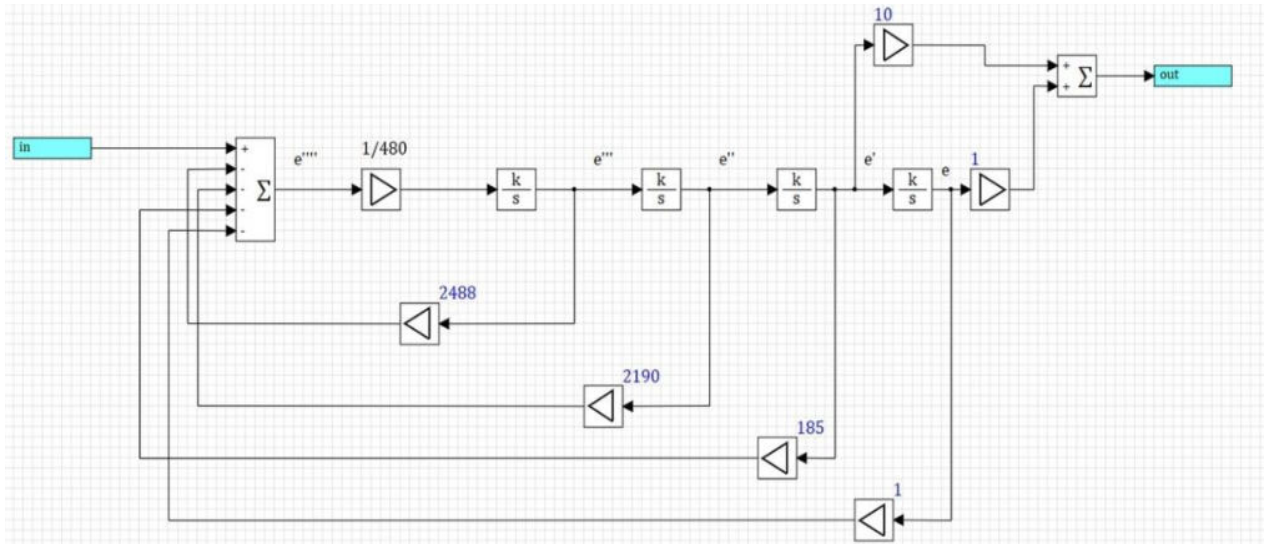 10
+
+
Σ
out
in
+
-
-
-
-
Σ
e''''
1/480
k
s
e'''
k
s
e''
k
s
e'
k
s
e
1
2488
2190
185
1